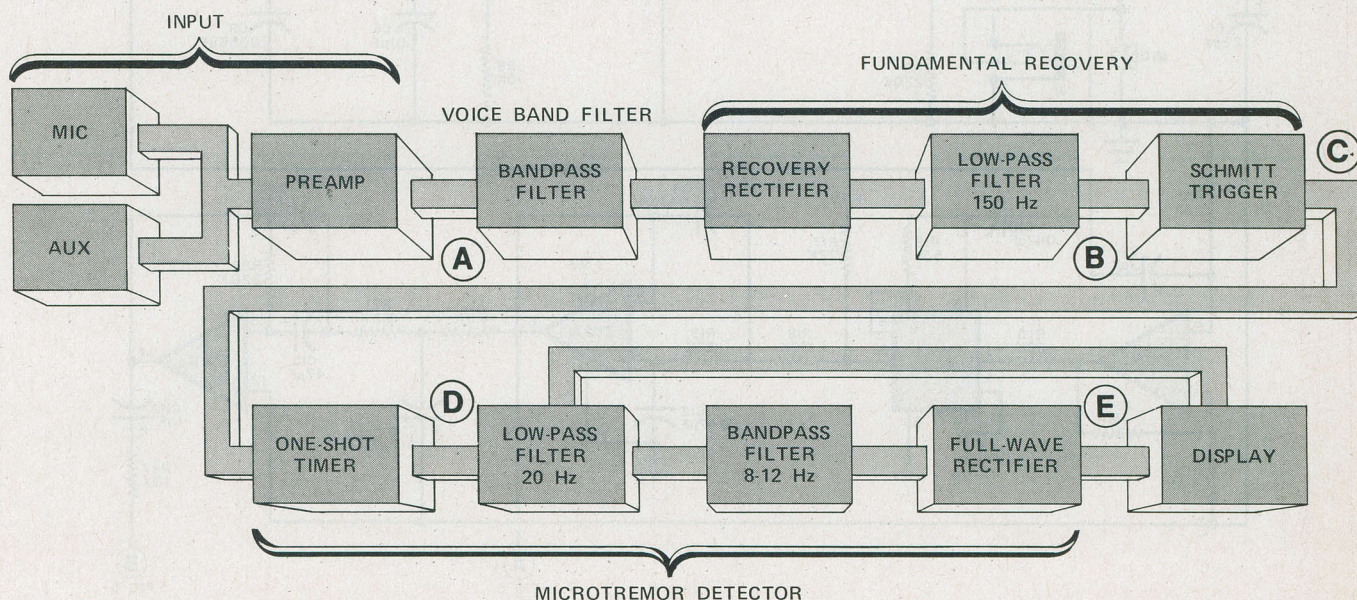 INPUT
FUNDAMENTAL RECOVERY
VOICE BAND FILTER
MIC
AUX
PREAMP
BANDPASS
FILTER
RECOVERY
RECTIFIER
LOW-PASS
FILTER
150 Hz
SCHMITT
TRIGGER
A
B
C
D
E
ONE-SHOT
TIMER
LOW-PASS
FILTER
20 Hz
BANDPASS
FILTER
8-12 Hz
FULL-WAVE
RECTIFIER
DISPLAY
MICROTREMOR DETECTOR